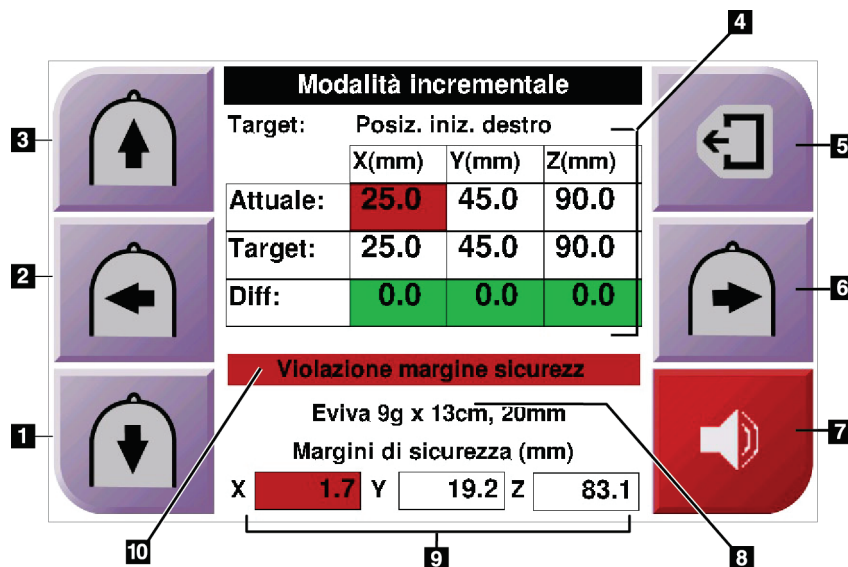 4
Modalità incrementale
Target: Posiz. iniz. destro
3
5
X(mm) Y(mm) Z(mm)
Attuale: 25.0 45.0 90.0
Target: 25.0 45.0 90.0
2
6
Diff: 0.0 0.0 0.0
Violazione margine sicurezz
Eviva 9g x 13cm, 20mm
1
7
Margini di sicurezza (mm)
X 1.7 Y 19.2 Z 83.1
10
9
8